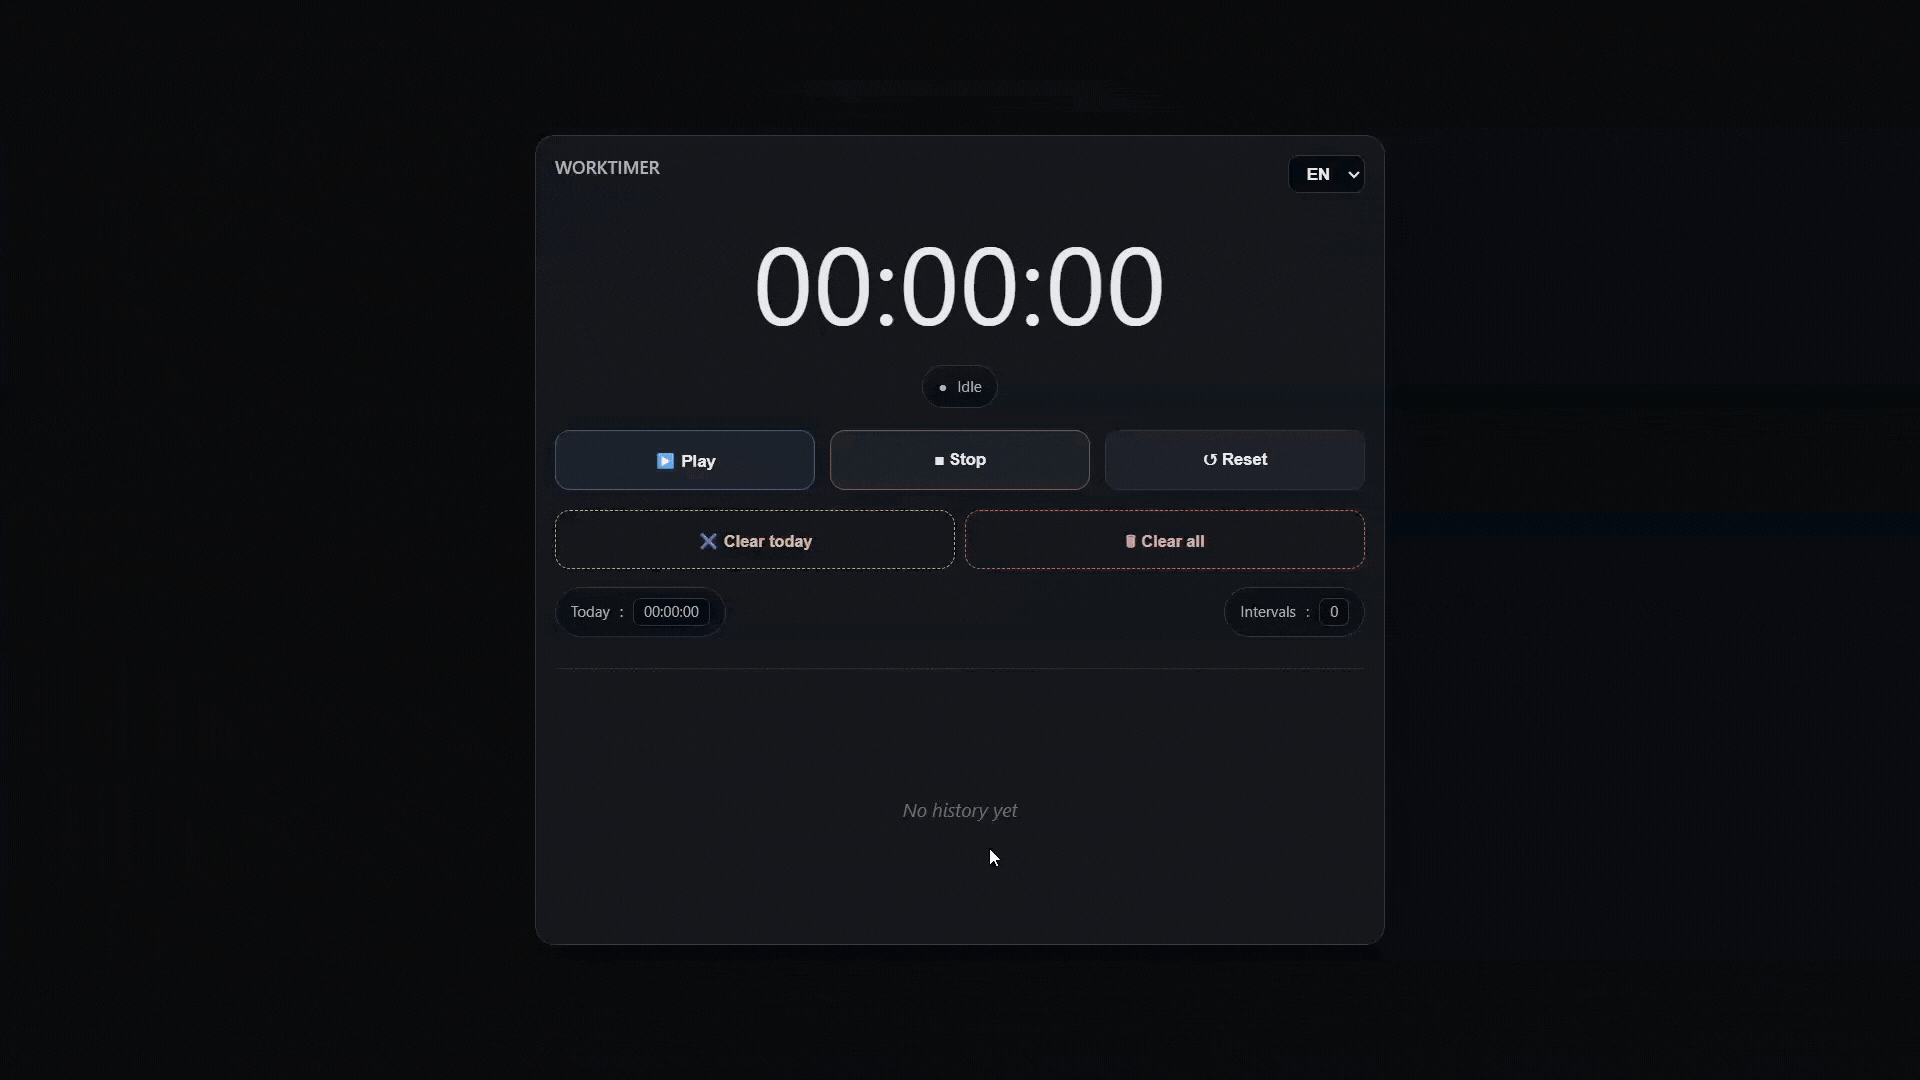 WORKTIMER
EN
00:00:00
● Idle
▶ Play
■ Stop
↺ Reset
✕ Clear today
🗑 Clear all
Today : 00:00:00
Intervals : 0
No history yet